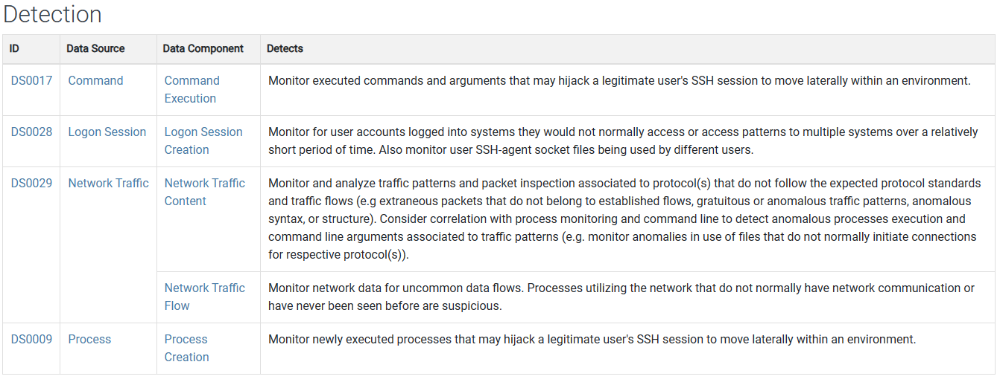 Detection
ID Data Source Data Component Detects
DS0017 Command Command Execution Monitor executed commands and arguments that may hijack a legitimate user's SSH session to move laterally within an environment.
DS0028 Logon Session Logon Session Creation Monitor for user accounts logged into systems they would not normally access or access patterns to multiple systems over a relatively
short period of time. Also monitor user SSH-agent socket files being used by different users.
DS0029 Network Traffic Network Traffic Content Monitor and analyze traffic patterns and packet inspection associated to protocol(s) that do not follow the expected protocol standards
and traffic flows (e.g extraneous packets that do not belong to established flows, gratuitous or anomalous traffic patterns, anomalous
syntax, or structure). Consider correlation with process monitoring and command line to detect anomalous processes execution and
command line arguments associated to traffic patterns (e.g. monitor anomalies in use of files that do not normally initiate connections
for respective protocol(s)).
Network Traffic Flow Monitor network data for uncommon data flows. Processes utilizing the network that do not normally have network communication or
have never been seen before are suspicious.
DS0009 Process Process Creation Monitor newly executed processes that may hijack a legitimate user's SSH session to move laterally within an environment.